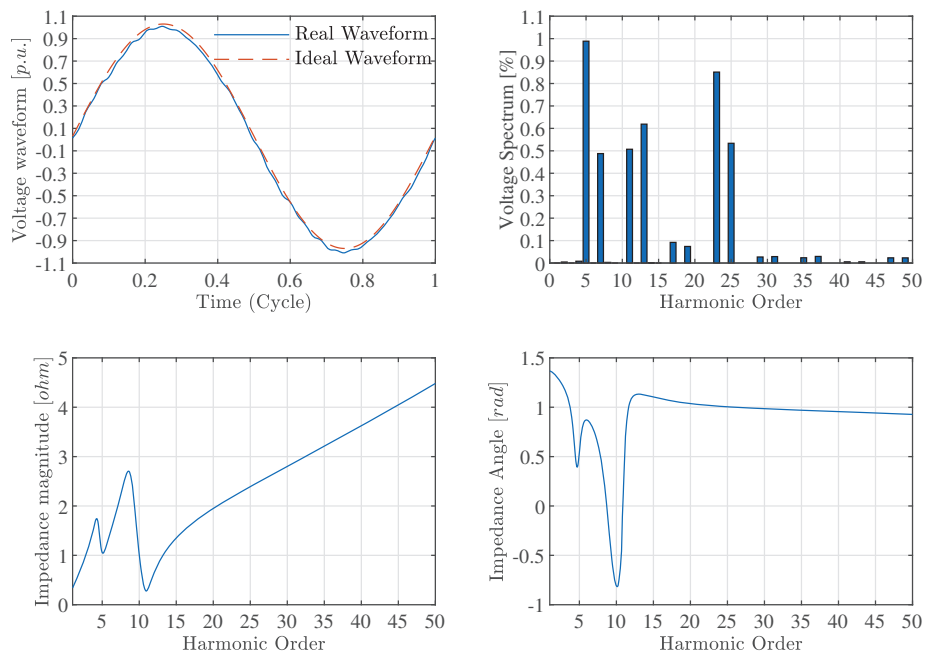 1.1
0.9
0.7
0.5
0.3
0.1
-0.1
-0.3
-0.5
-0.7
-0.9
-1.1
Voltage waveform [p.u.]
Real Waveform
Ideal Waveform
0 0.2 0.4 0.6 0.8 1
Time (Cycle)
1.1
1
0.9
0.8
0.7
0.6
0.5
0.4
0.3
0.2
0.1
0
Voltage Spectrum [%]
0 5 10 15 20 25 30 35 40 45 50
Harmonic Order
5
4
3
2
1
0
Impedance magnitude [ohm]
5 10 15 20 25 30 35 40 45 50
Harmonic Order
1.5
1
0.5
0
-0.5
-1
Impedance Angle [rad]
5 10 15 20 25 30 35 40 45 50
Harmonic Order